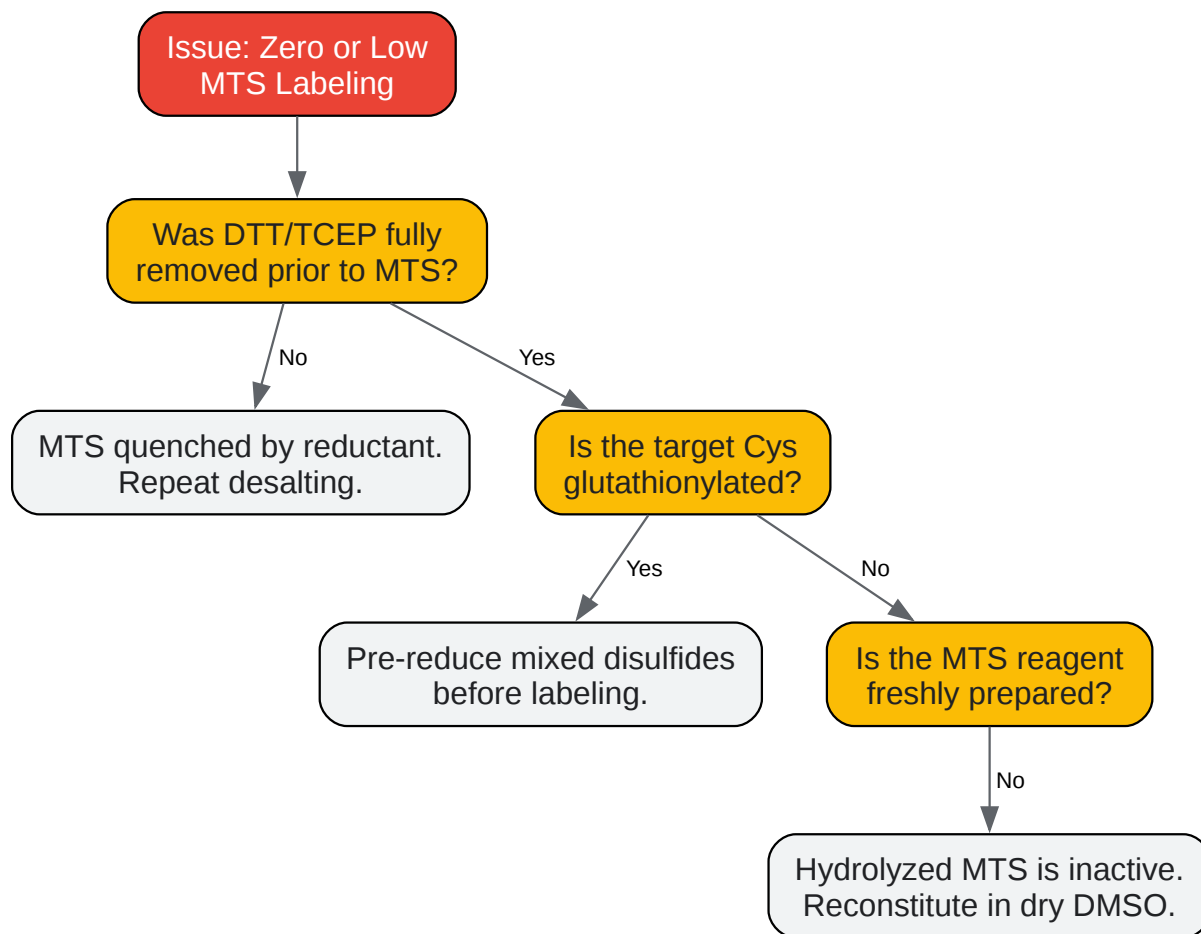 Issue: Zero or Low
MTS Labeling
Was DTT/TCEP fully
removed prior to MTS?
No
Yes
MTS quenched by reductant.
Repeat desalting.
Is the target Cys
glutathionylated?
Yes
No
Pre-reduce mixed disulfides
before labeling.
Is the MTS reagent
freshly prepared?
No
Hydrolyzed MTS is inactive.
Reconstitute in dry DMSO.